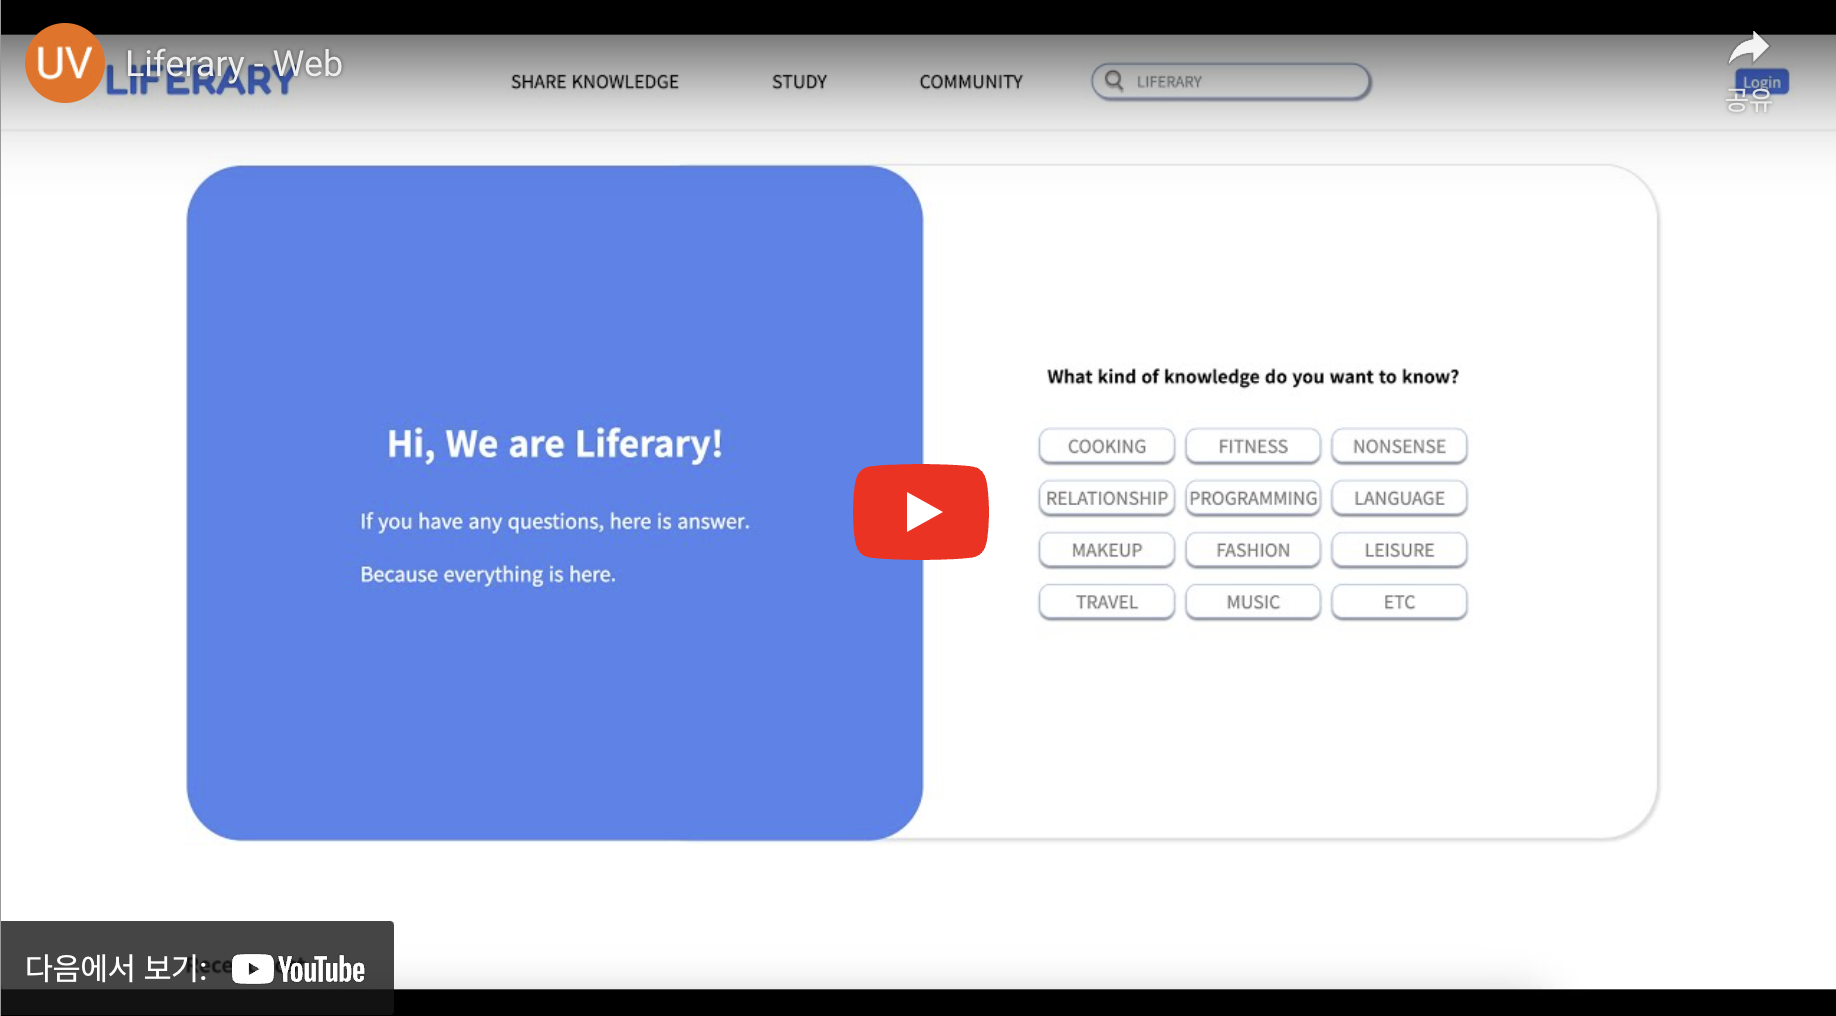 UV Liferary - Web
LIFERARY
SHARE KNOWLEDGE STUDY COMMUNITY LIFERARY Login
공유
Hi, We are Liferary!
If you have any questions, here is answer.
Because everything is here.
What kind of knowledge do you want to know?
COOKING FITNESS NONSENSE
RELATIONSHIP PROGRAMMING LANGUAGE
MAKEUP FASHION LEISURE
TRAVEL MUSIC ETC
다음에서 보기: YouTube